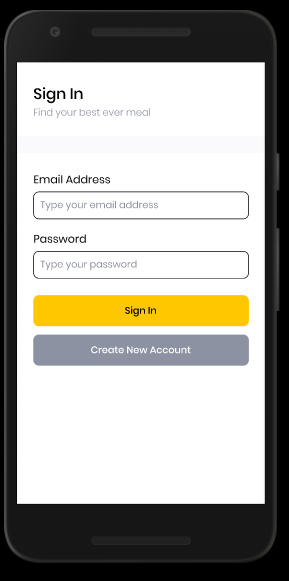 Sign In
Find your best ever meal
Email Address
Type your email address
Password
Type your password
Sign In
Create New Account